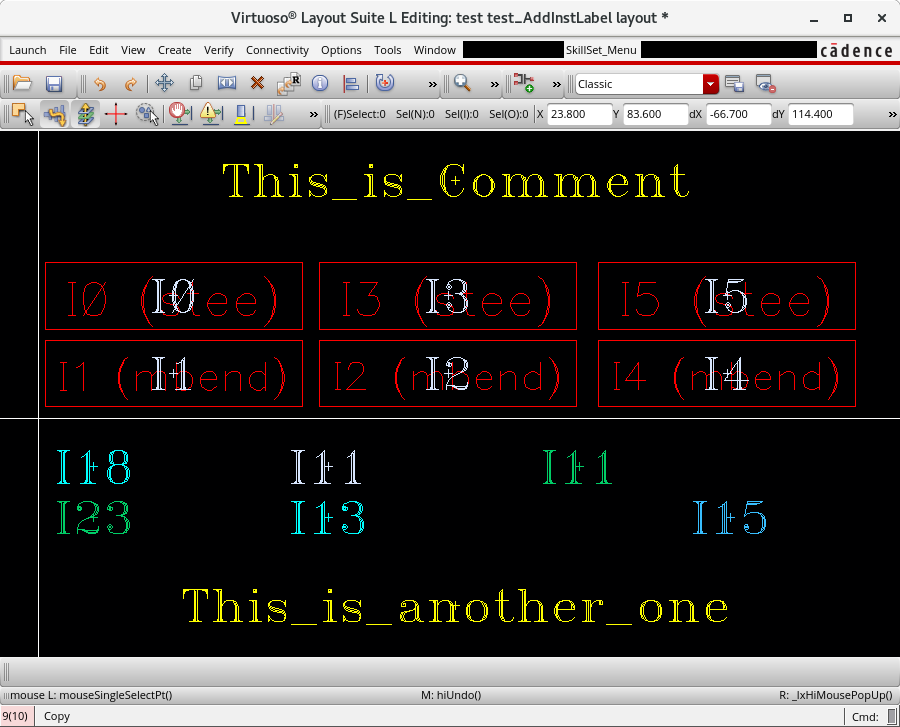 Virtuoso® Layout Suite L Editing: test test_AddInstLabel layout *
Launch File Edit View Create Verify Connectivity Options Tools Window SkillSet_Menu cādence
Classic
(F)Select:0 Sel(N):0 Sel(I):0 Sel(O):0 X 23.800 Y 83.600 dX -66.700 dY 114.400
This_is_Comment
I0 (stee) I0 I3 (stee) I3 I5 (stee) I5
I1 (mbend) I1 I2 (mbend) I2 I4 (mbend) I4
I18 I11 I11
I23 I13 I15
This_is_another_one
mouse L: mouseSingleSelectPt() M: hiUndo() R: _lxHiMousePopUp()
9(10) Copy Cmd: